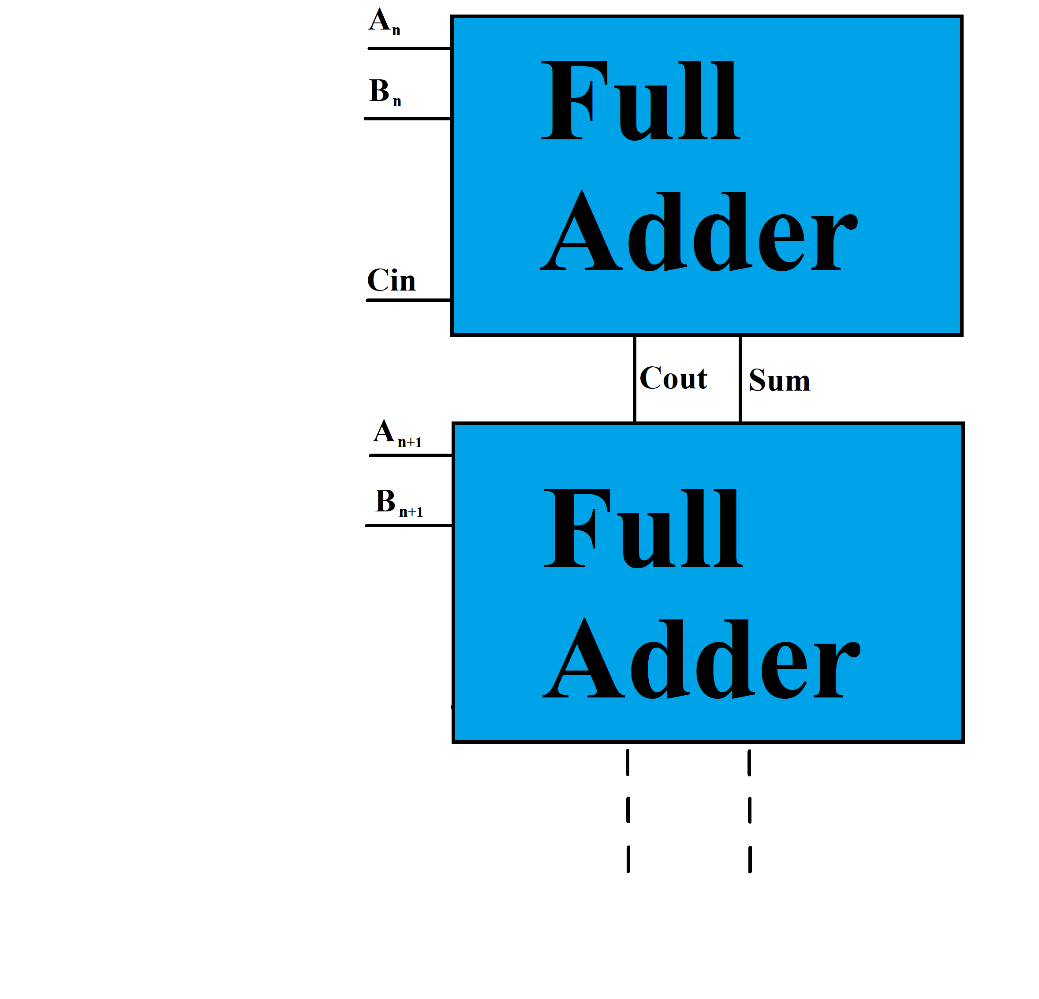 An
Bn
Full
Adder
Cin
Cout Sum
An+1
Bn+1
Full
Adder